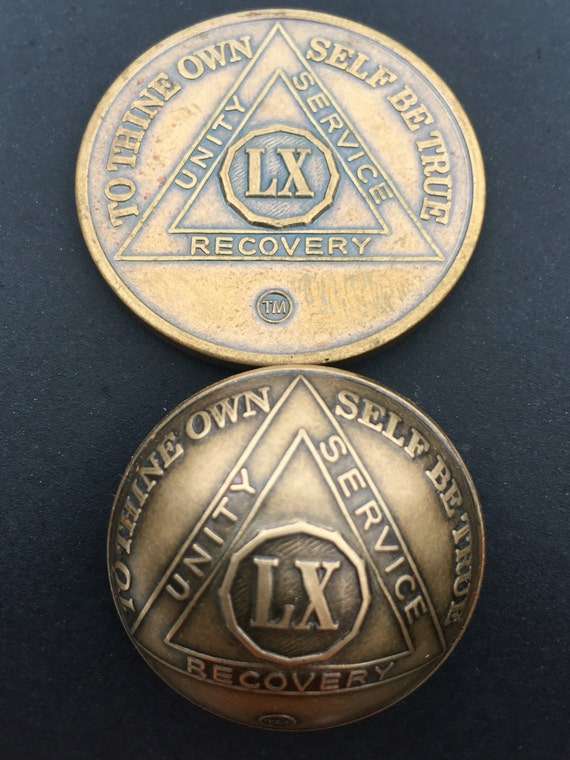 TO THINE OWN SELF BE TRUE
UNITY SERVICE
LX
RECOVERY
TM
TO THINE OWN SELF BE TRUE
UNITY SERVICE
LX
RECOVERY